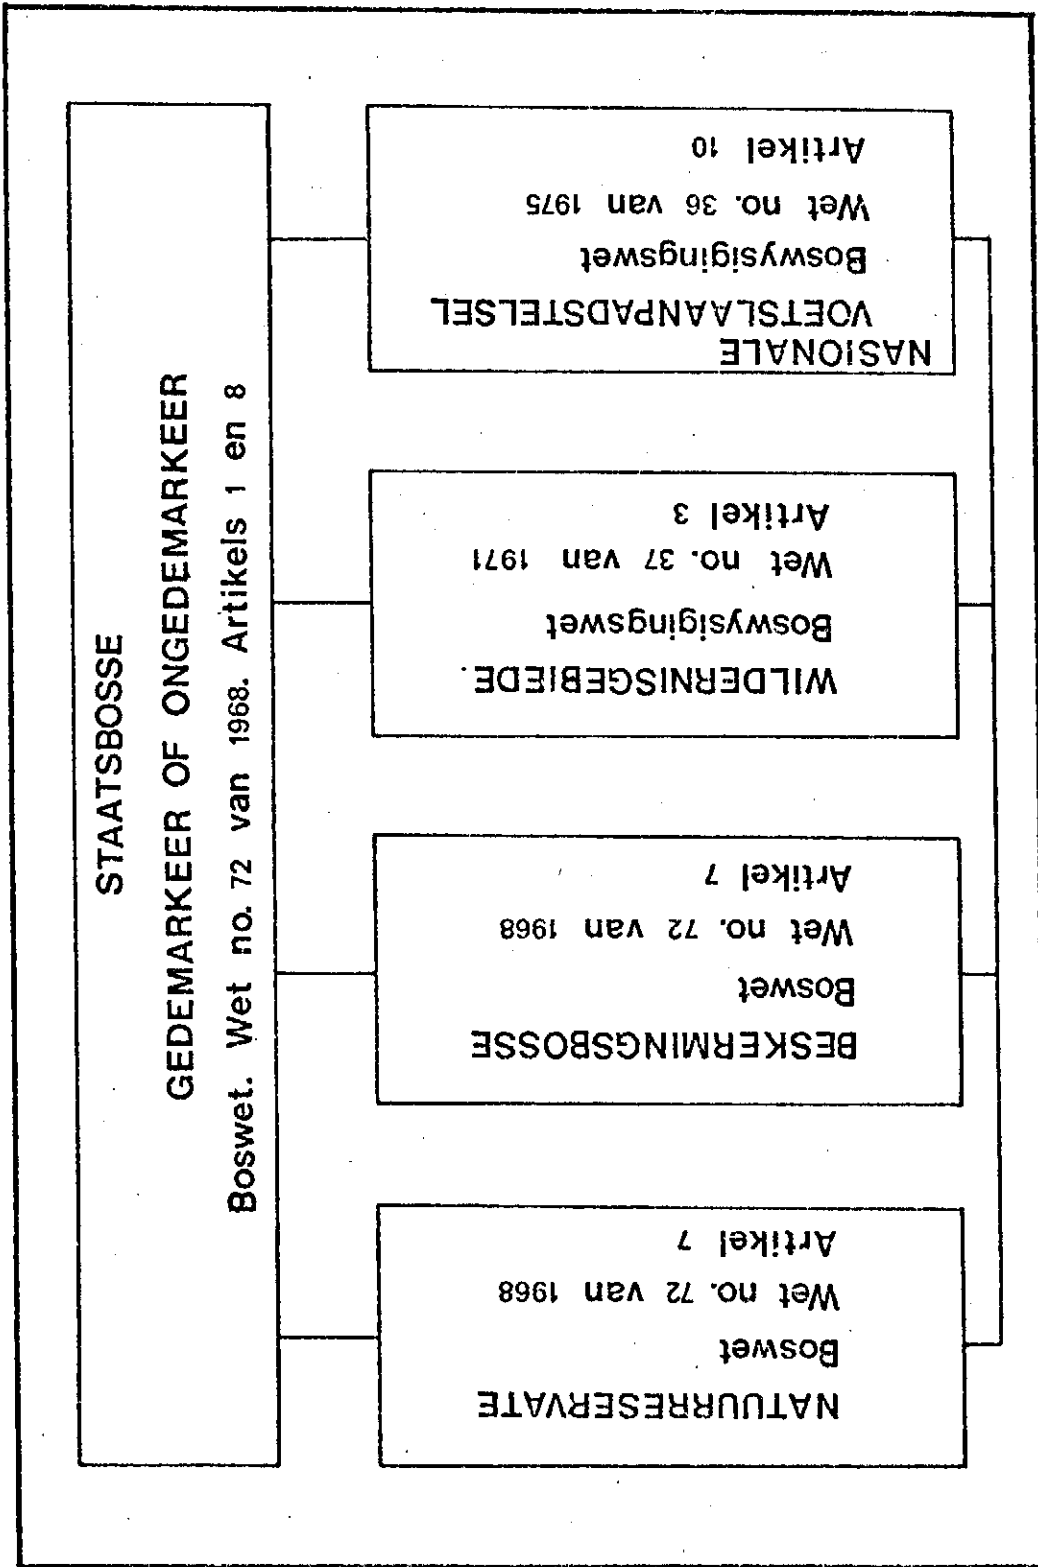 STAATSBOSSE
GEDEMARKEER OF ONGEDEMARKEER
Boswet. Wet no. 72 van 1968. Artikels 1 en 8
NATUURRESERVATE
Boswet
Wet no. 72 van 1968
Artikel 7
BESKERMINGSBOSSE
Boswet
Wet no. 72 van 1968
Artikel 7
WILDERNISGEBIEDE.
Boswysigingswet
Wet no. 37 van 1971
Artikel 3
NASIONALE
VOETSLAANPADSTELSEL
Boswysigingswet
Wet no. 36 van 1975
Artikel 10